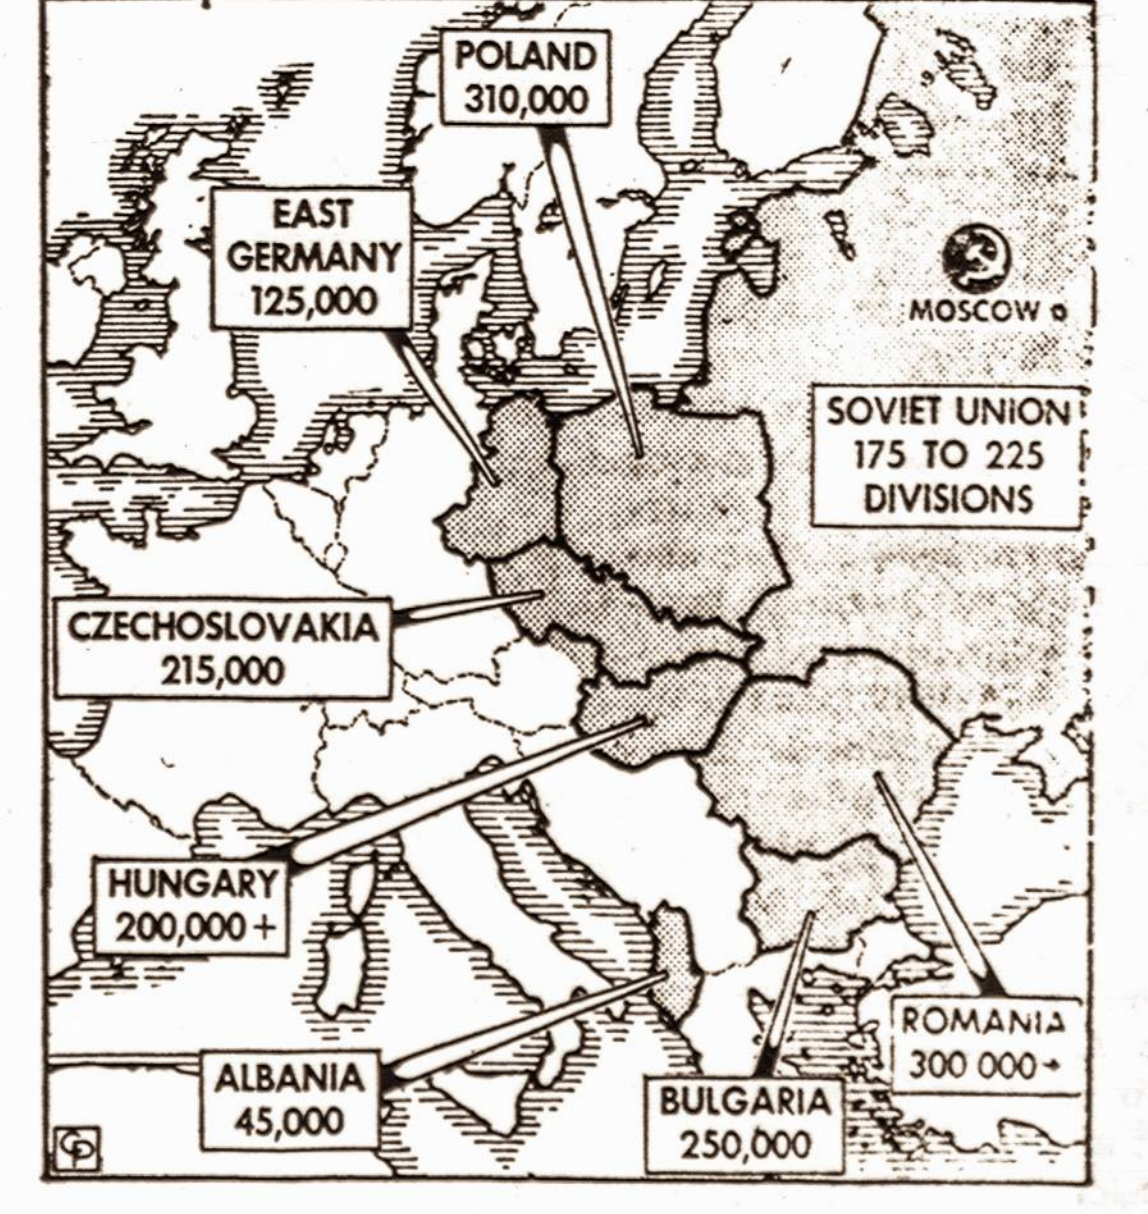 POLAND
310,000
EAST
GERMANY
125,000
MOSCOW
SOVIET UNION
175 TO 225
DIVISIONS
CZECHOSLOVAKIA
215,000
HUNGARY
200,000 +
ROMANIA
300 000+
ALBANIA
45,000
BULGARIA
250,000
CP